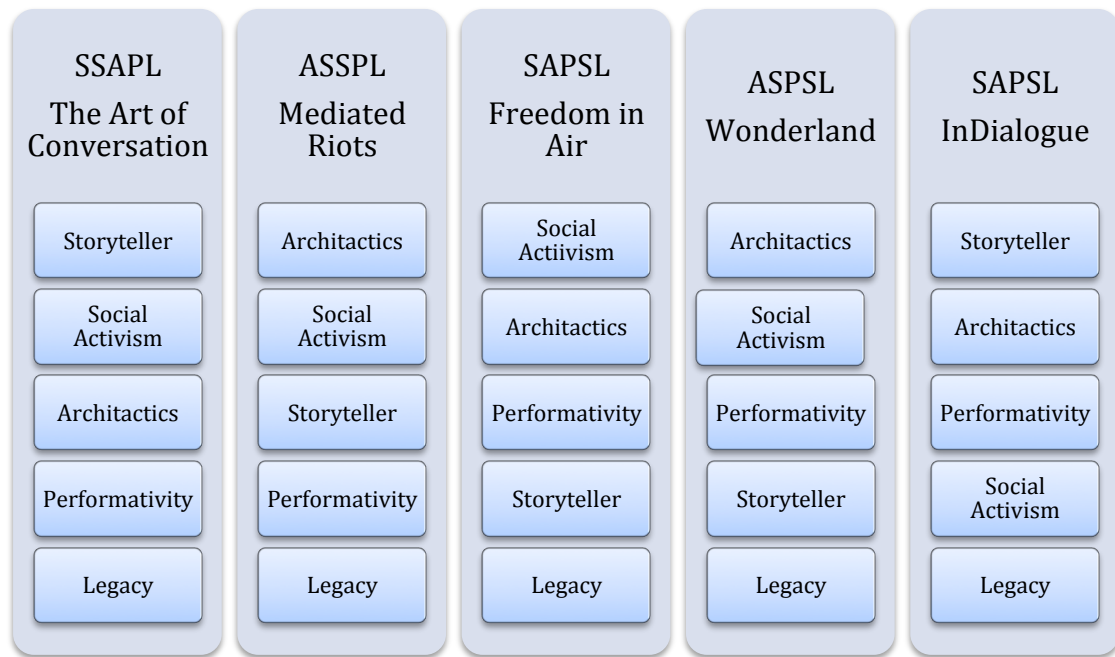 SSAPL
The Art of
Conversation
Storyteller
Social
Activism
Architactics
Performativity
Legacy
ASSPL
Mediated
Riots
Architactics
Social
Activism
Storyteller
Performativity
Legacy
SAPSL
Freedom in
Air
Social
Actiivism
Architactics
Performativity
Storyteller
Legacy
ASPSL
Wonderland
Architactics
Social
Activism
Performativity
Storyteller
Legacy
SAPSL
InDialogue
Storyteller
Architactics
Performativity
Social
Activism
Legacy